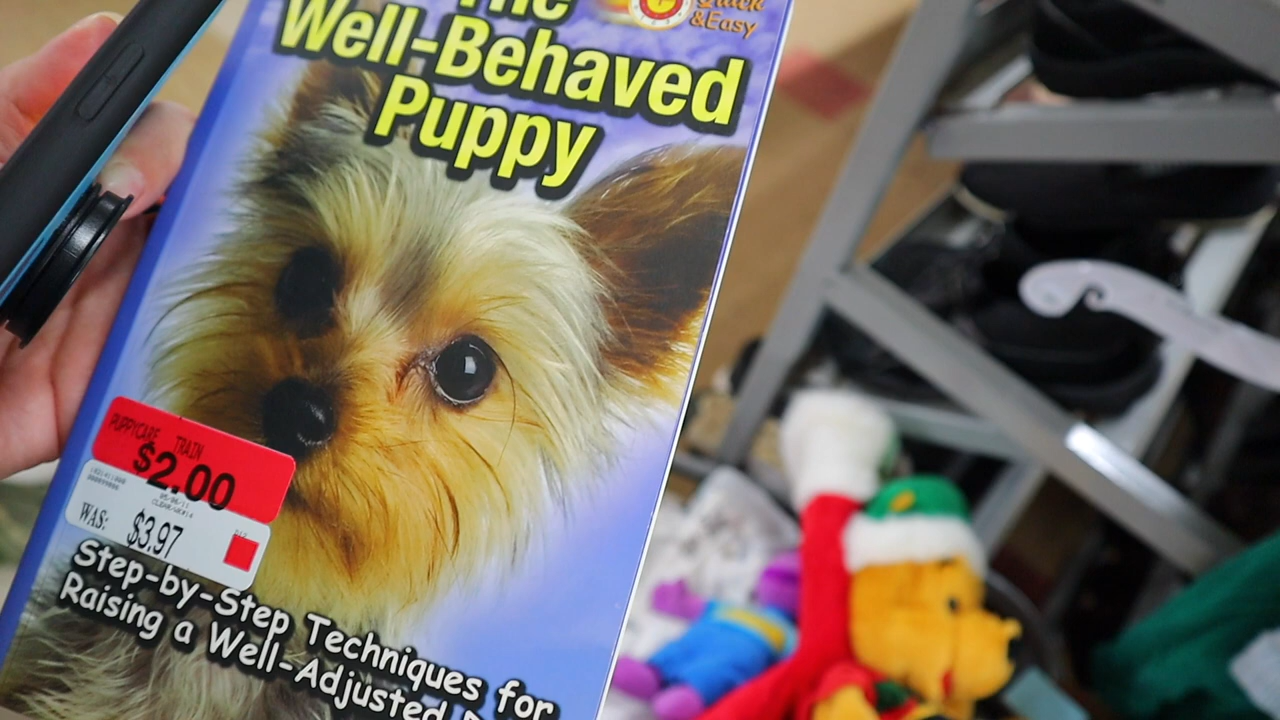 The
Well-Behaved
Puppy
Quick
&Easy
PUPPYCARE TRAIN
$2.00
WAS: $3.97
Step-by-Step Techniques for
Raising a Well-Adjusted